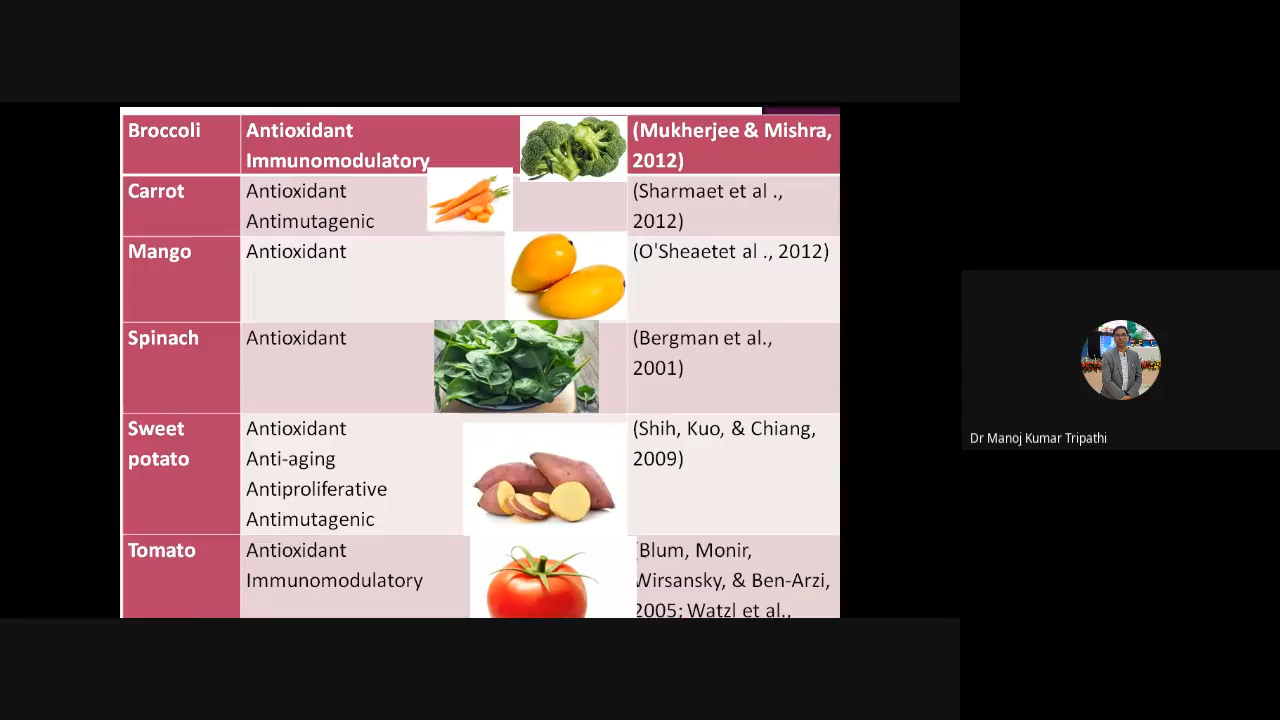 Broccoli
Antioxidant
Immunomodulatory
(Mukherjee & Mishra,
2012)
Carrot
Antioxidant
Antimutagenic
(Sharmaet et al .,
2012)
Mango
Antioxidant
(O'Sheaetet al ., 2012)
Spinach
Antioxidant
(Bergman et al.,
2001)
Sweet
potato
Antioxidant
Anti-aging
Antiproliferative
Antimutagenic
(Shih, Kuo, & Chiang,
2009)
Tomato
Antioxidant
Immunomodulatory
(Blum, Monir,
Wirsansky, & Ben-Arzi,
2005; Watzl et al.,
Dr Manoj Kumar Tripathi